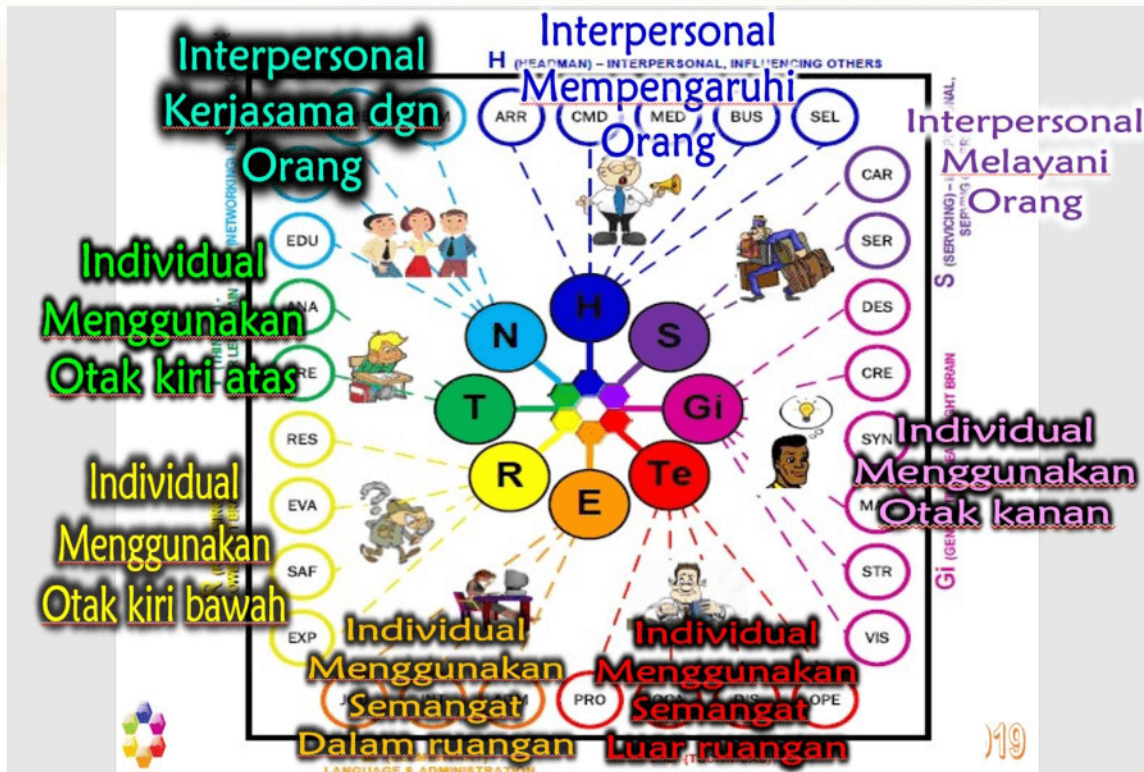 Interpersonal
Kerjasama dgn
Orang
Interpersonal
Mempengaruhi
Orang
H (HEADMAN) – INTERPERSONAL, INFLUENCING OTHERS
ARR
CMD
MED
BUS
SEL
Interpersonal
Melayani
Orang
CAR
SER
DES
CRE
SYN
STR
VIS
S (SERVICING) –
(NETWORKING)
EDU
Individual
Menggunakan
Otak kiri atas
RES
EVA
SAF
EXP
Individual
Menggunakan
Otak kiri bawah
H
S
Gi
Te
E
R
T
N
Individual
Menggunakan
Otak kanan
Individual
Menggunakan
Semangat
Dalam ruangan
PRO
OPE
Individual
Menggunakan
Semangat
Luar ruangan
LANGUAGE & ADMINISTRATION